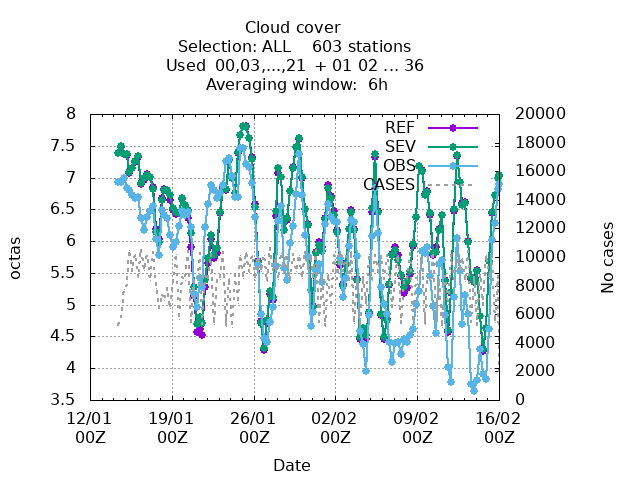 Cloud cover
Selection: ALL    603 stations
Used  00,03,...,21  + 01 02 ... 36
Averaging window:  6h
8
7.5
7
6.5
6
5.5
5
4.5
4
3.5
octas
20000
18000
16000
14000
12000
10000
8000
6000
4000
2000
0
No cases
REF
SEV
OBS
CASES
12/01 19/01 26/01 02/02 09/02 16/02
00Z 00Z 00Z 00Z 00Z 00Z
Date